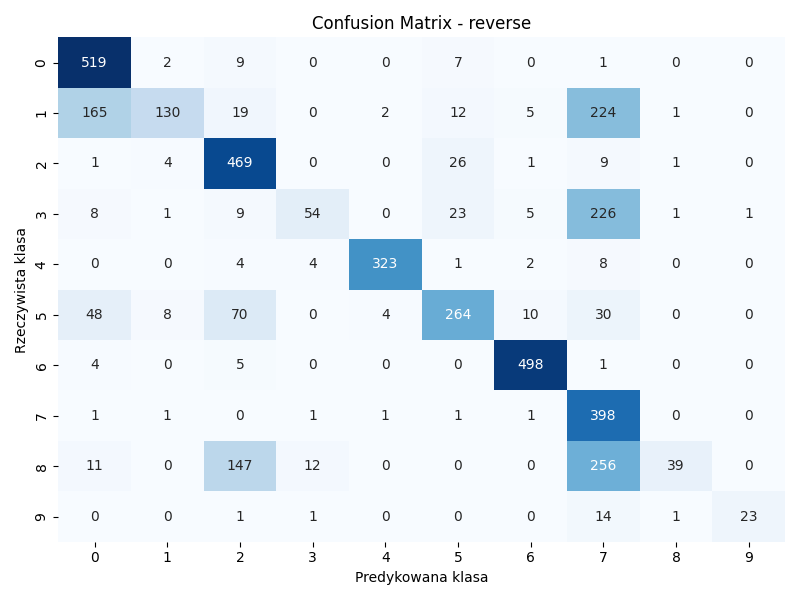 Confusion Matrix - reverse
Rzeczywista klasa
0 519 2 9 0 0 7 0 1 0 0
1 165 130 19 0 2 12 5 224 1 0
2 1 4 469 0 0 26 1 9 1 0
3 8 1 9 54 0 23 5 226 1 1
4 0 0 4 4 323 1 2 8 0 0
5 48 8 70 0 4 264 10 30 0 0
6 4 0 5 0 0 0 498 1 0 0
7 1 1 0 1 1 1 1 398 0 0
8 11 0 147 12 0 0 0 256 39 0
9 0 0 1 1 0 0 0 14 1 23
0 1 2 3 4 5 6 7 8 9
Predykowana klasa